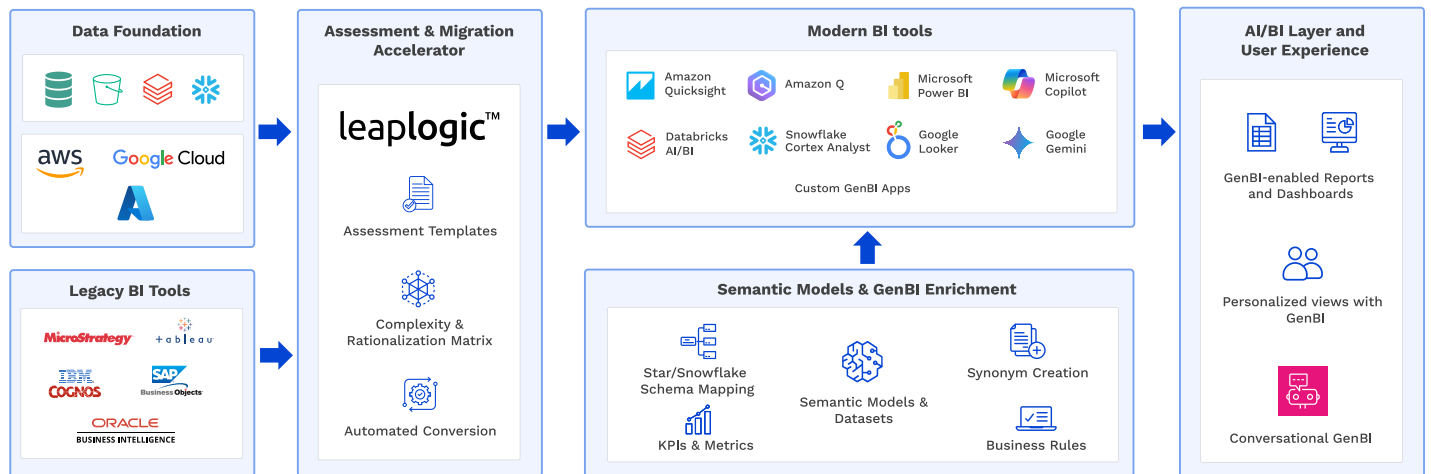 Data Foundation
aws
Google Cloud
Legacy BI Tools
MicroStrategy
+ a b l e a u
IBM
COGNOS
SAP
Business Objects
ORACLE
BUSINESS INTELLIGENCE
Assessment & Migration
Accelerator
leaplogic™
Assessment Templates
Complexity &
Rationalization Matrix
Automated Conversion
Modern BI tools
Amazon
Quicksight
Amazon Q
Microsoft
Power BI
Microsoft
Copilot
Databricks
AI/BI
Snowflake
Cortex Analyst
Google
Looker
Google
Gemini
Custom GenBI Apps
Semantic Models & GenBI Enrichment
Star/Snowflake
Schema Mapping
KPIs & Metrics
Semantic Models &
Datasets
Synonym Creation
Business Rules
AI/BI Layer and
User Experience
GenBI-enabled Reports
and Dashboards
Personalized views with
GenBI
Conversational GenBI